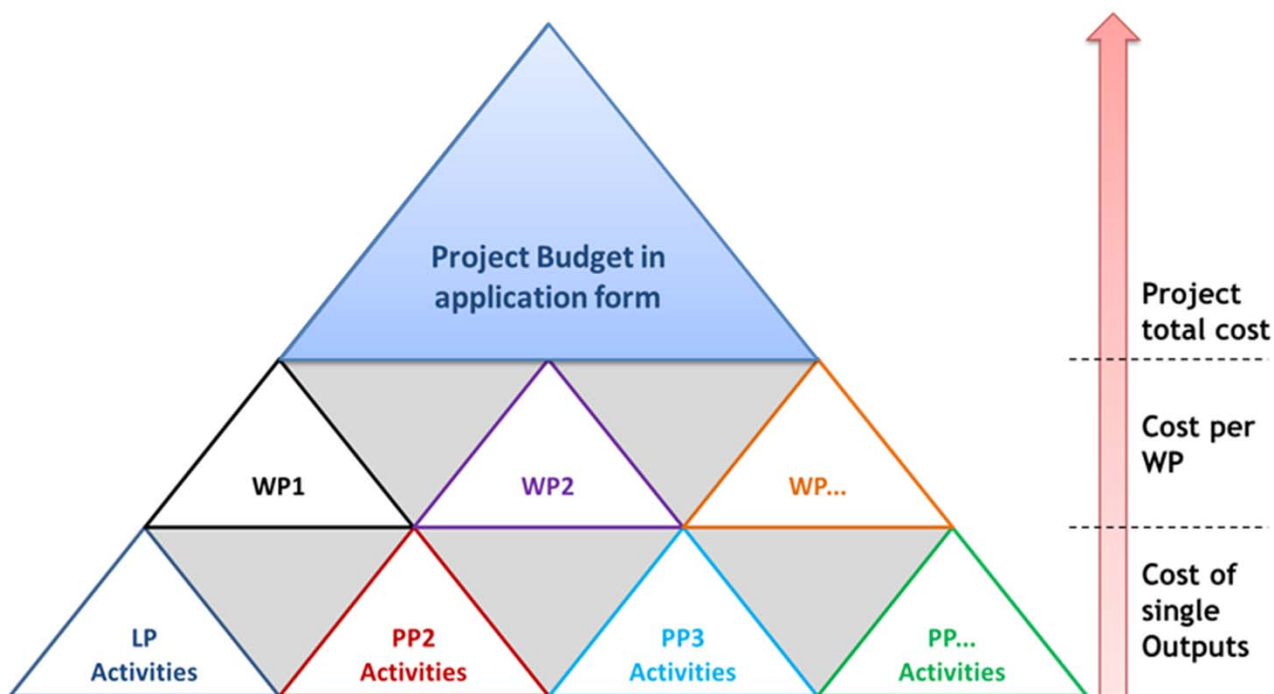 Project Budget in
application form
Project
total cost
WP1
WP2
WP...
Cost per
WP
LP
Activities
PP2
Activities
PP3
Activities
PP...
Activities
Cost of
single
Outputs